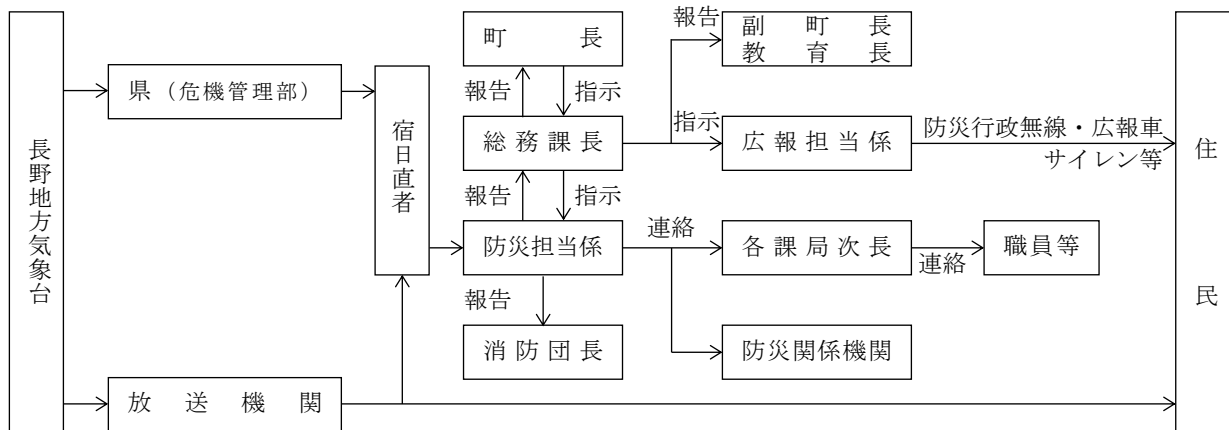 長野地方気象台
県（危機管理部）
放送機関
宿日直者
町長
報告
指示
総務課長
報告
指示
防災担当係
報告
消防団長
報告
副町長
教育長
指示
広報担当係
防災行政無線・広報車
サイレン等
連絡
各課局次長
連絡
職員等
防災関係機関
住民